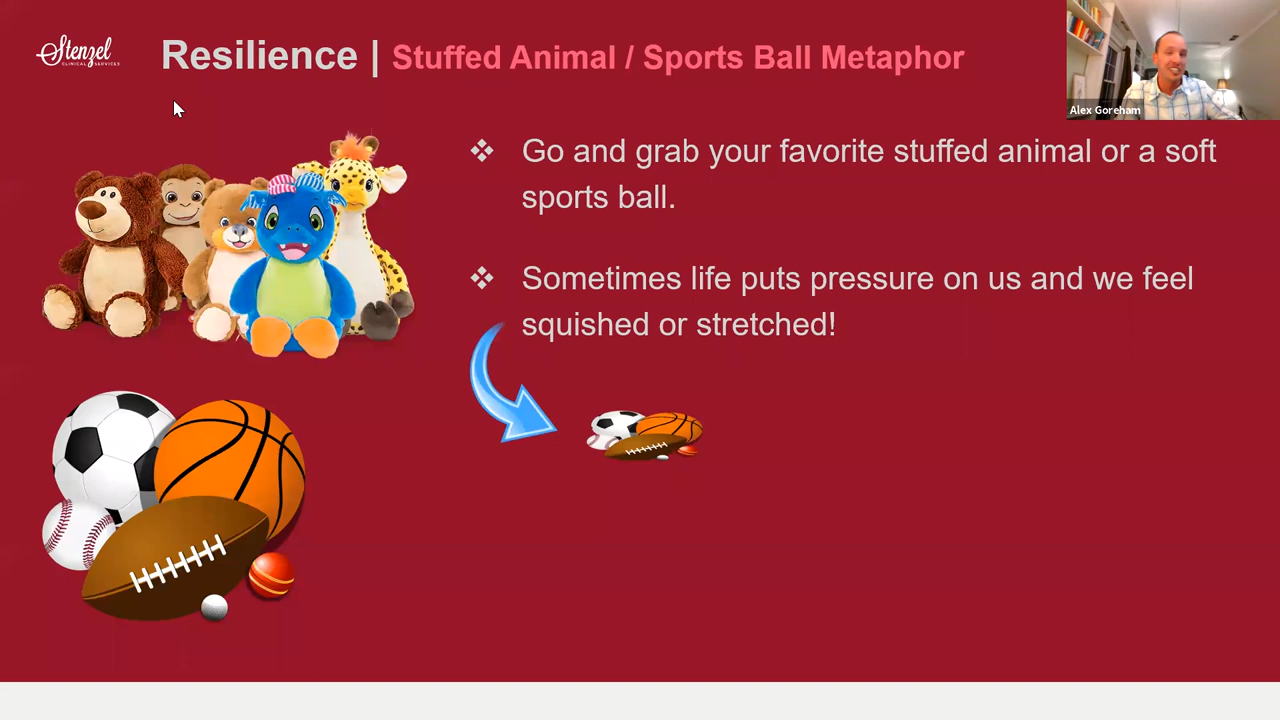 Stenzel
CLINICAL SERVICES
Resilience | Stuffed Animal / Sports Ball Metaphor
Alex Goreham
❖ Go and grab your favorite stuffed animal or a soft
sports ball.
❖ Sometimes life puts pressure on us and we feel
squished or stretched!